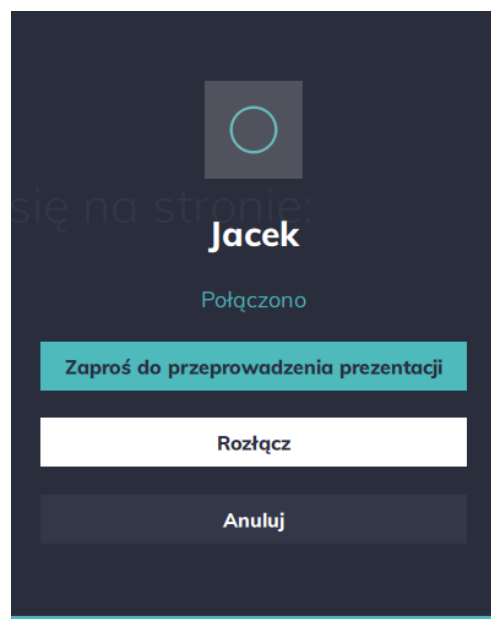 się na stronie:
Jacek
Połączono
Zaproś do przeprowadzenia prezentacji
Rozłącz
Anuluj